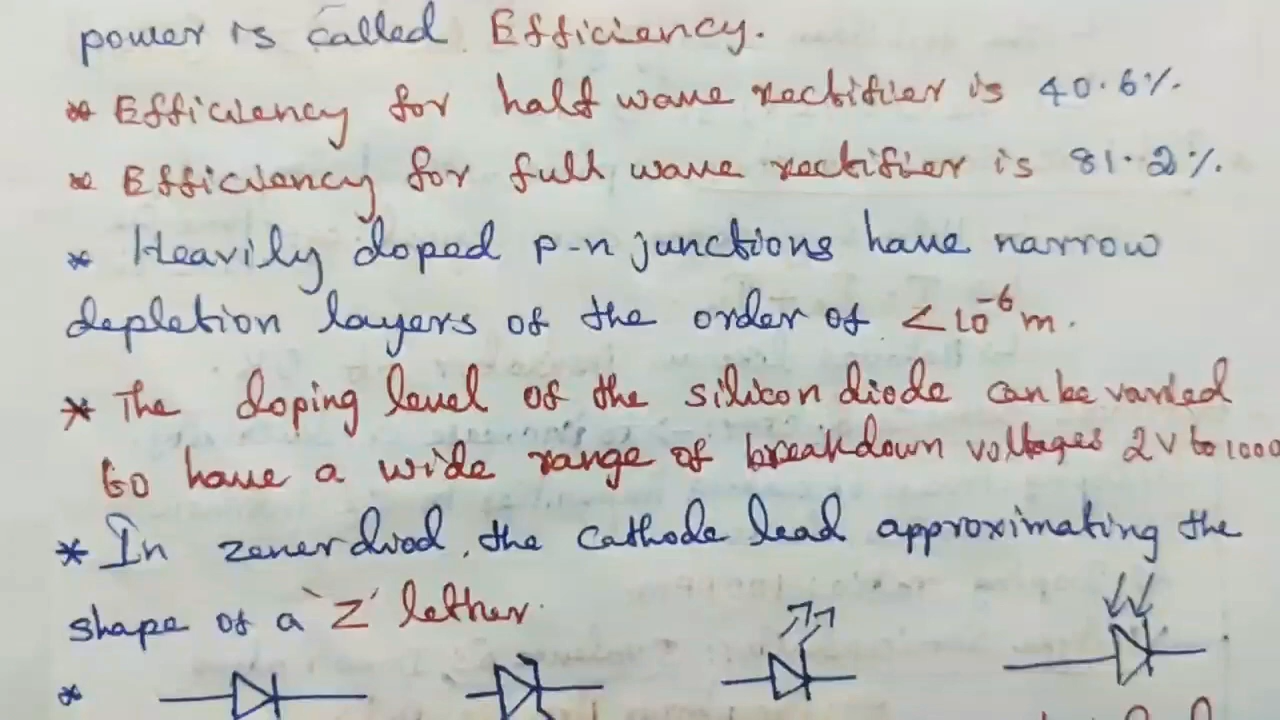 power is called Efficiency.
* Efficiency for half wave rectifier is 40.6%.
* Efficiency for full wave rectifier is 81.2%.
* Heavily doped p-n junctions have narrow
depletion layers of the order of <10⁻⁶m.
* The doping level of the silicon diode can be varied
to have a wide range of breakdown voltages 2V to 1000
* In zener diod, the cathode lead approximating the
shape of a 'Z' lether.
*